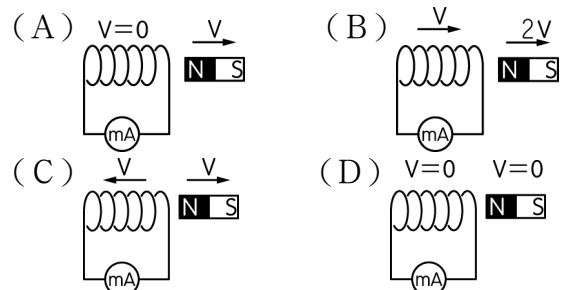 (A) V=0 V
N S
mA
(B) V 2V
N S
mA
(C) V V
N S
mA
(D) V=0 V=0
N S
mA